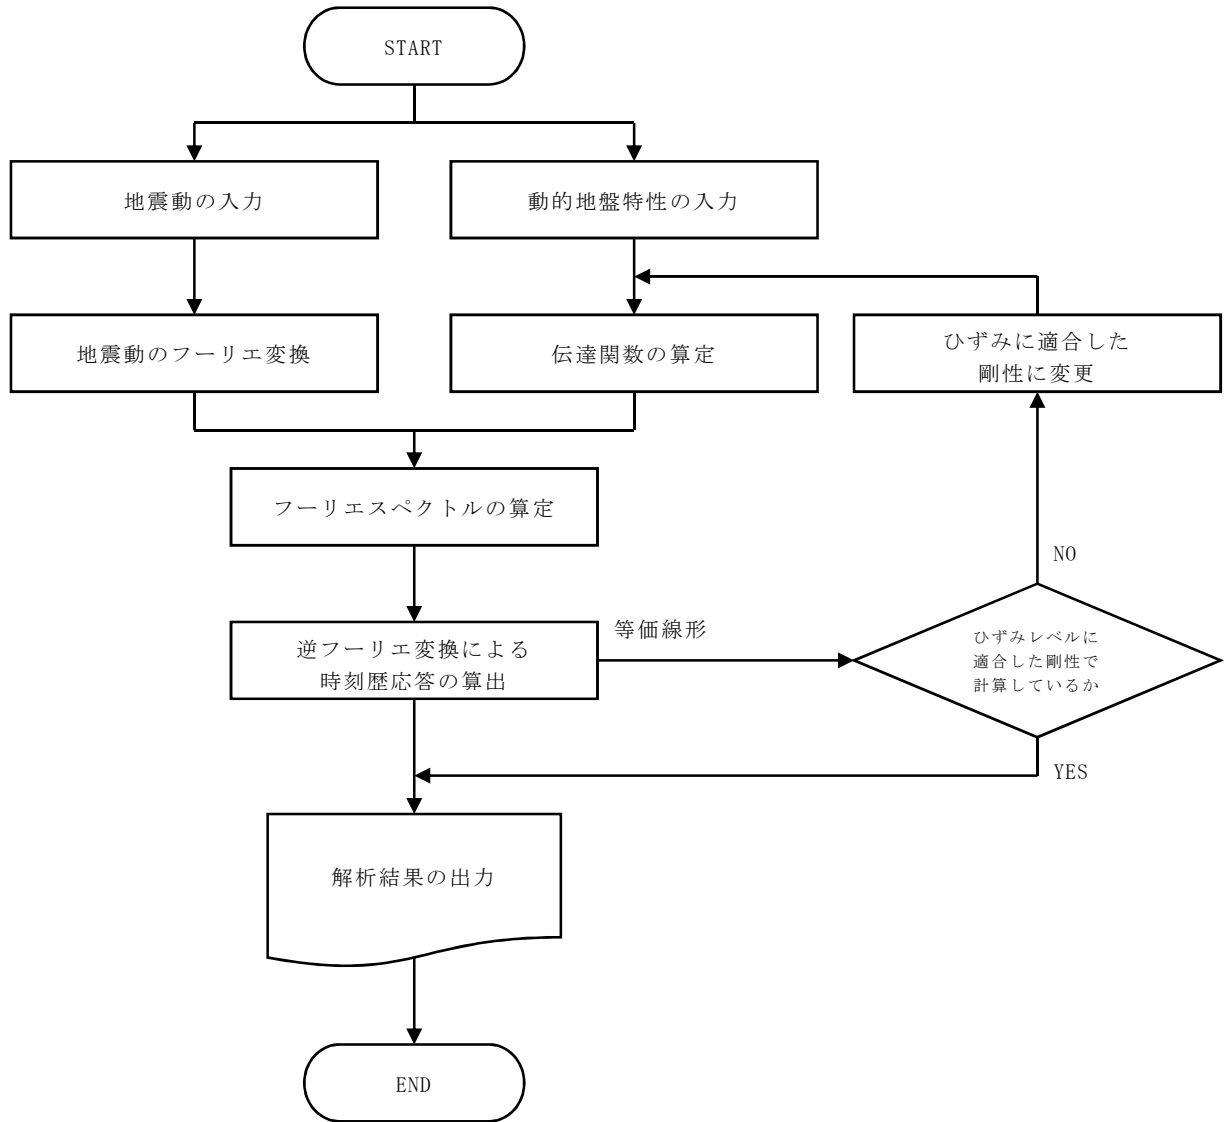 START
地震動の入力
動的地盤特性の入力
地震動のフーリエ変換
伝達関数の算定
ひずみに適合した
剛性に変更
フーリエスペクトルの算定
NO
逆フーリエ変換による
時刻歴応答の算出
等価線形
ひずみレベルに
適合した剛性で
計算しているか
YES
解析結果の出力
END